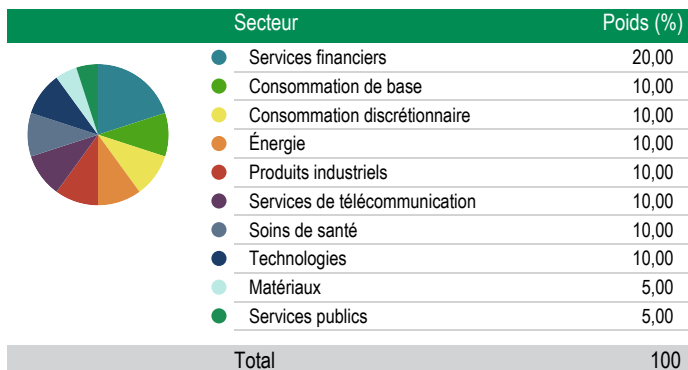 Secteur Poids (%)
Services financiers 20,00
Consommation de base 10,00
Consommation discrétionnaire 10,00
Énergie 10,00
Produits industriels 10,00
Services de télécommunication 10,00
Soins de santé 10,00
Technologies 10,00
Matériaux 5,00
Services publics 5,00
Total 100